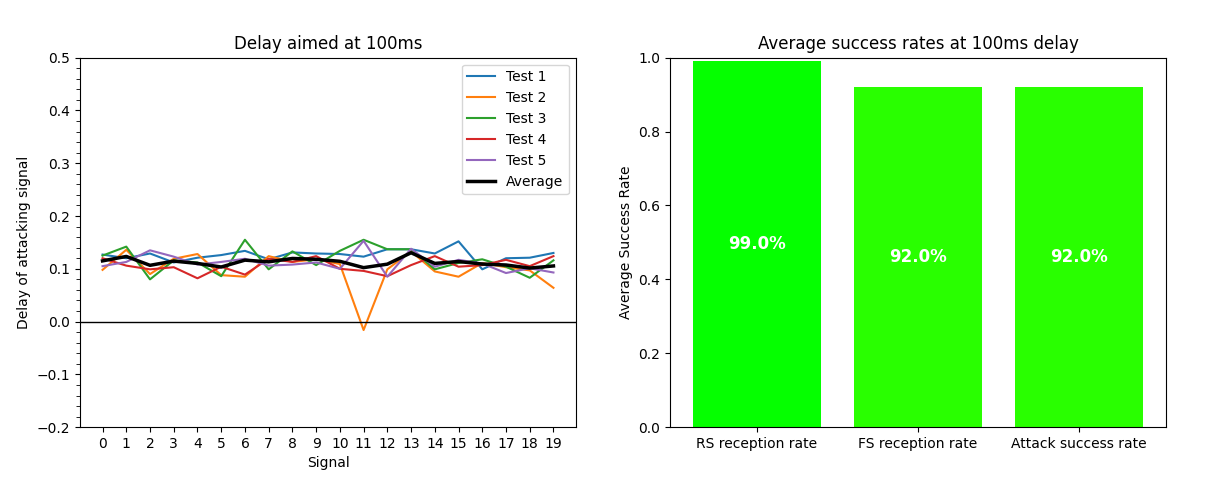 Delay aimed at 100ms
0.5
0.4
0.3
0.2
0.1
0.0
−0.1
−0.2
Delay of attacking signal
Test 1
Test 2
Test 3
Test 4
Test 5
Average
0 1 2 3 4 5 6 7 8 9 10 11 12 13 14 15 16 17 18 19
Signal
Average success rates at 100ms delay
1.0
0.8
0.6
0.4
0.2
0.0
Average Success Rate
99.0%
92.0%
92.0%
RS reception rate
FS reception rate
Attack success rate